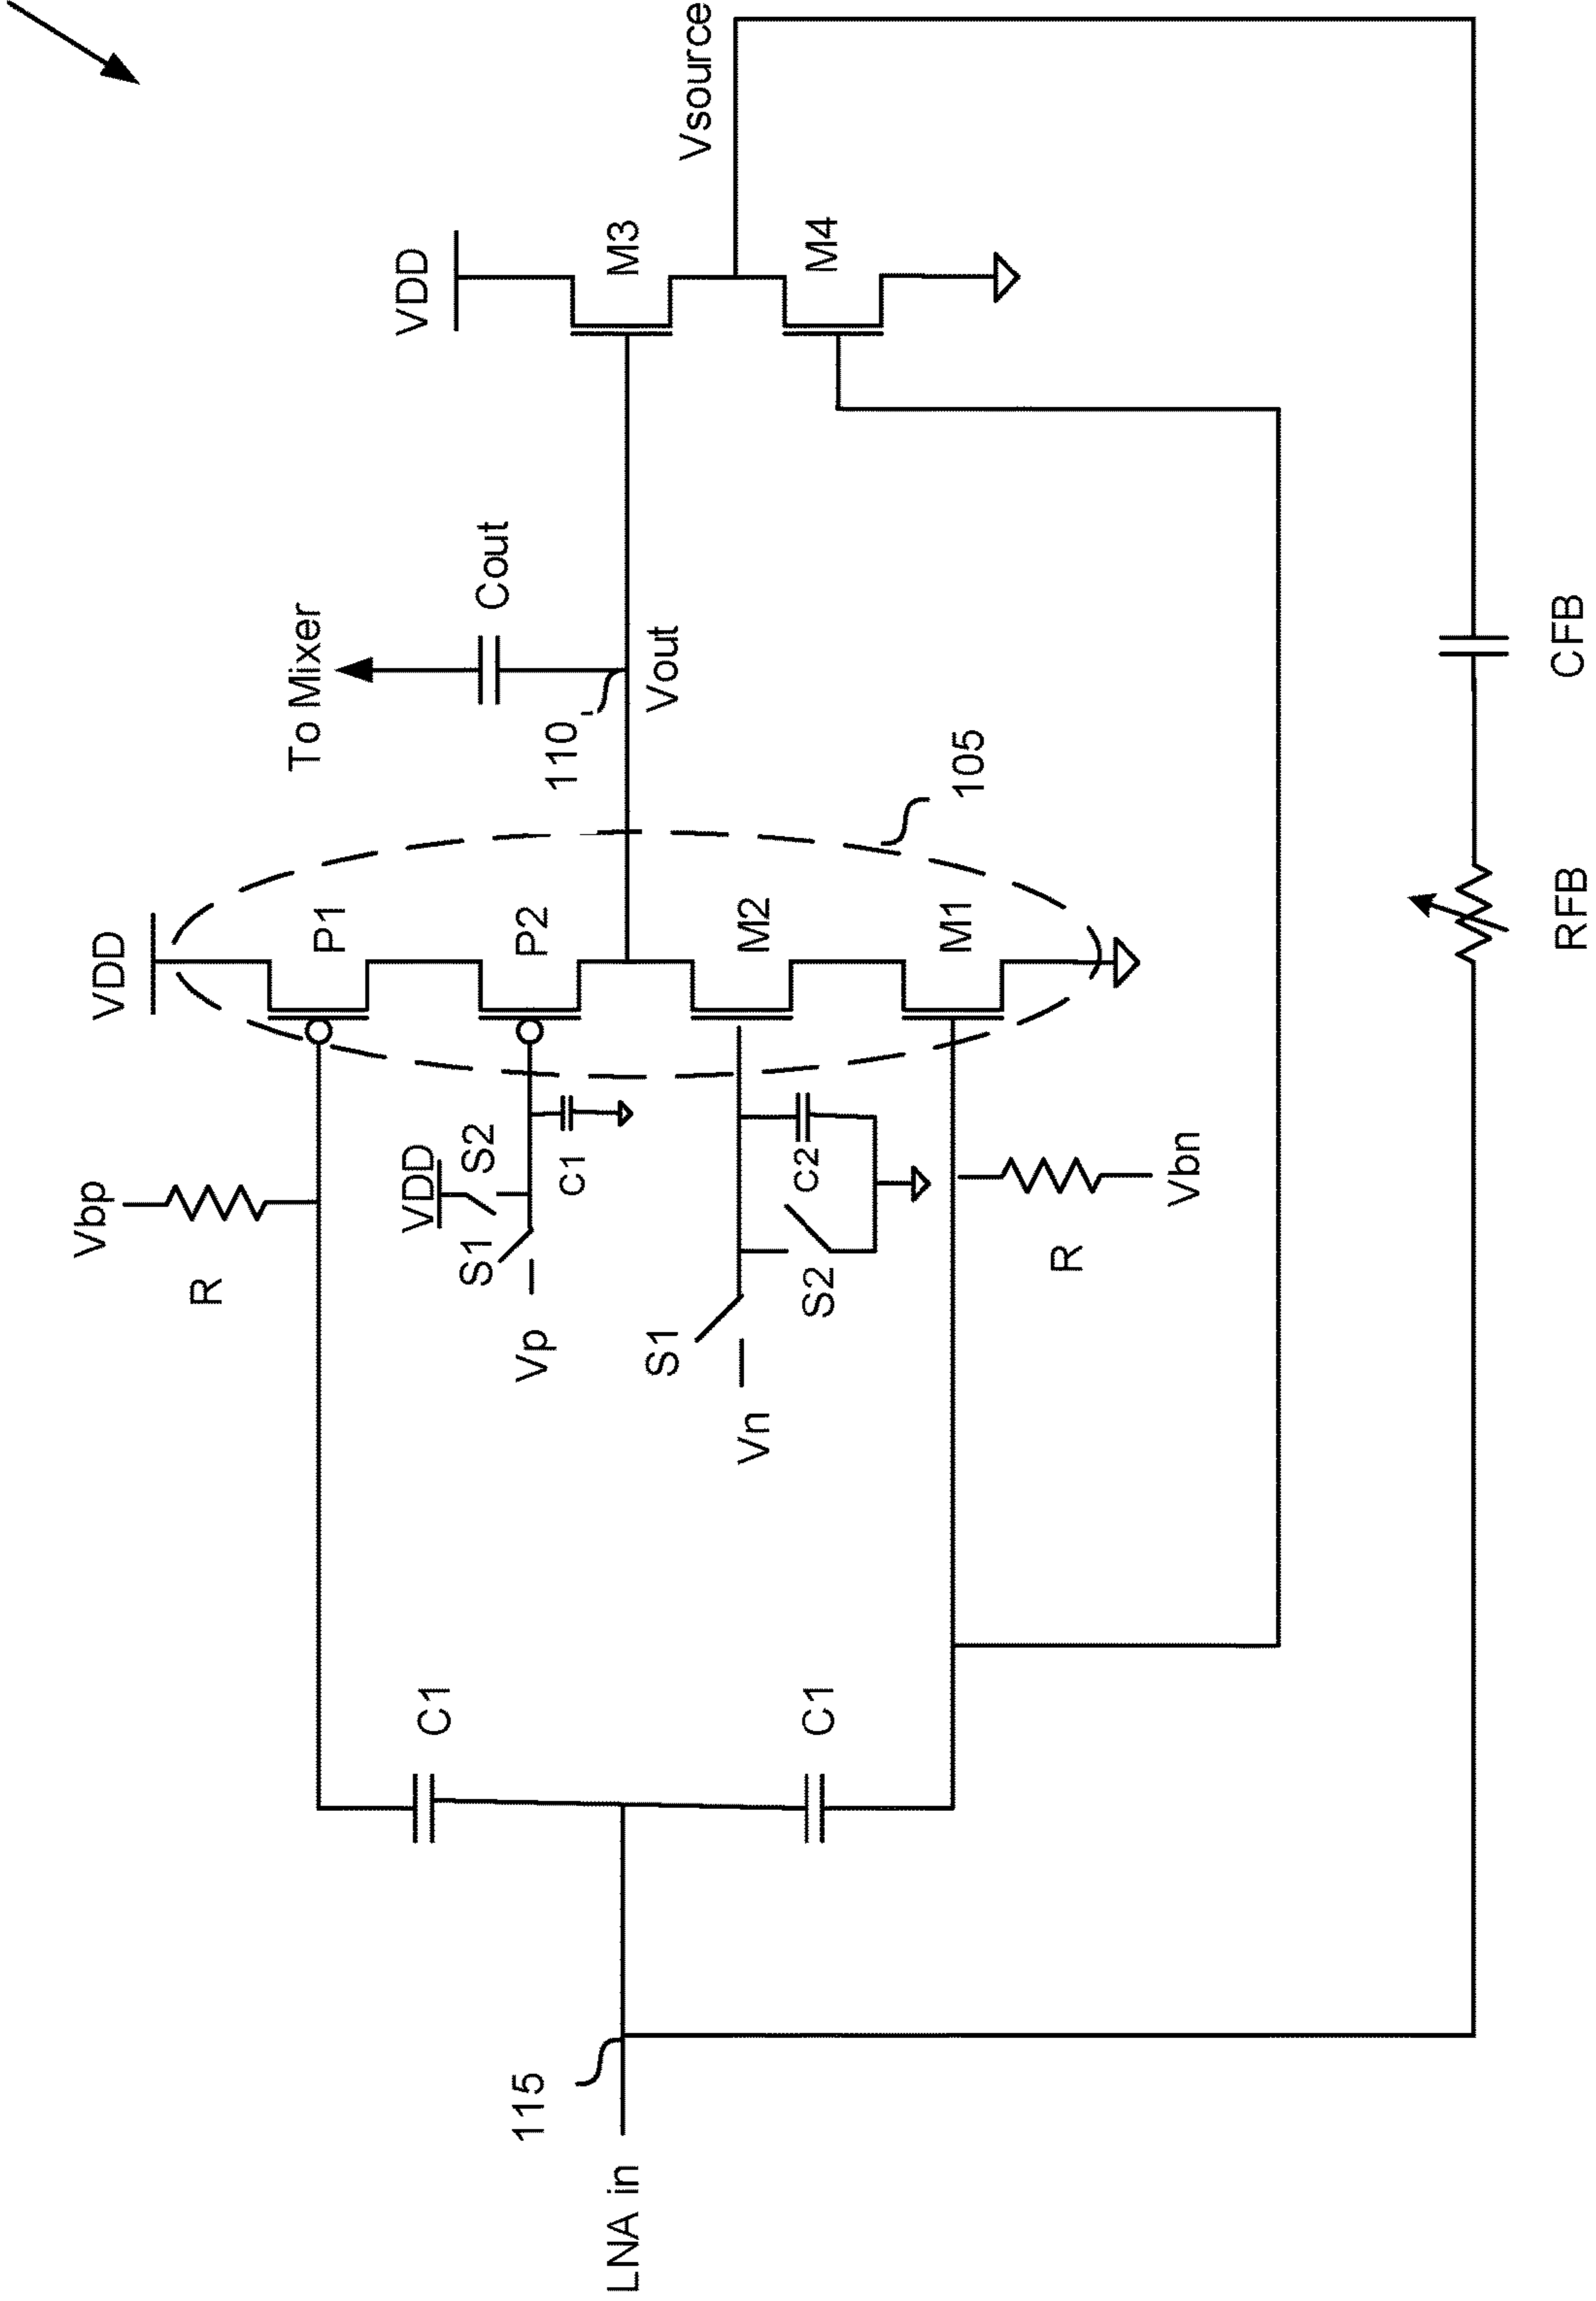 Vbp
VDD
R
To Mixer
P1
VDD
VDD
C1
S1
S2
Cout
115
Vp
P2
110
c1
LNA in
M3
S1
Vout
Vsource
Vn
M2
C1
S2
c2
M4
M1
105
R
Vbn
RFB
CFB